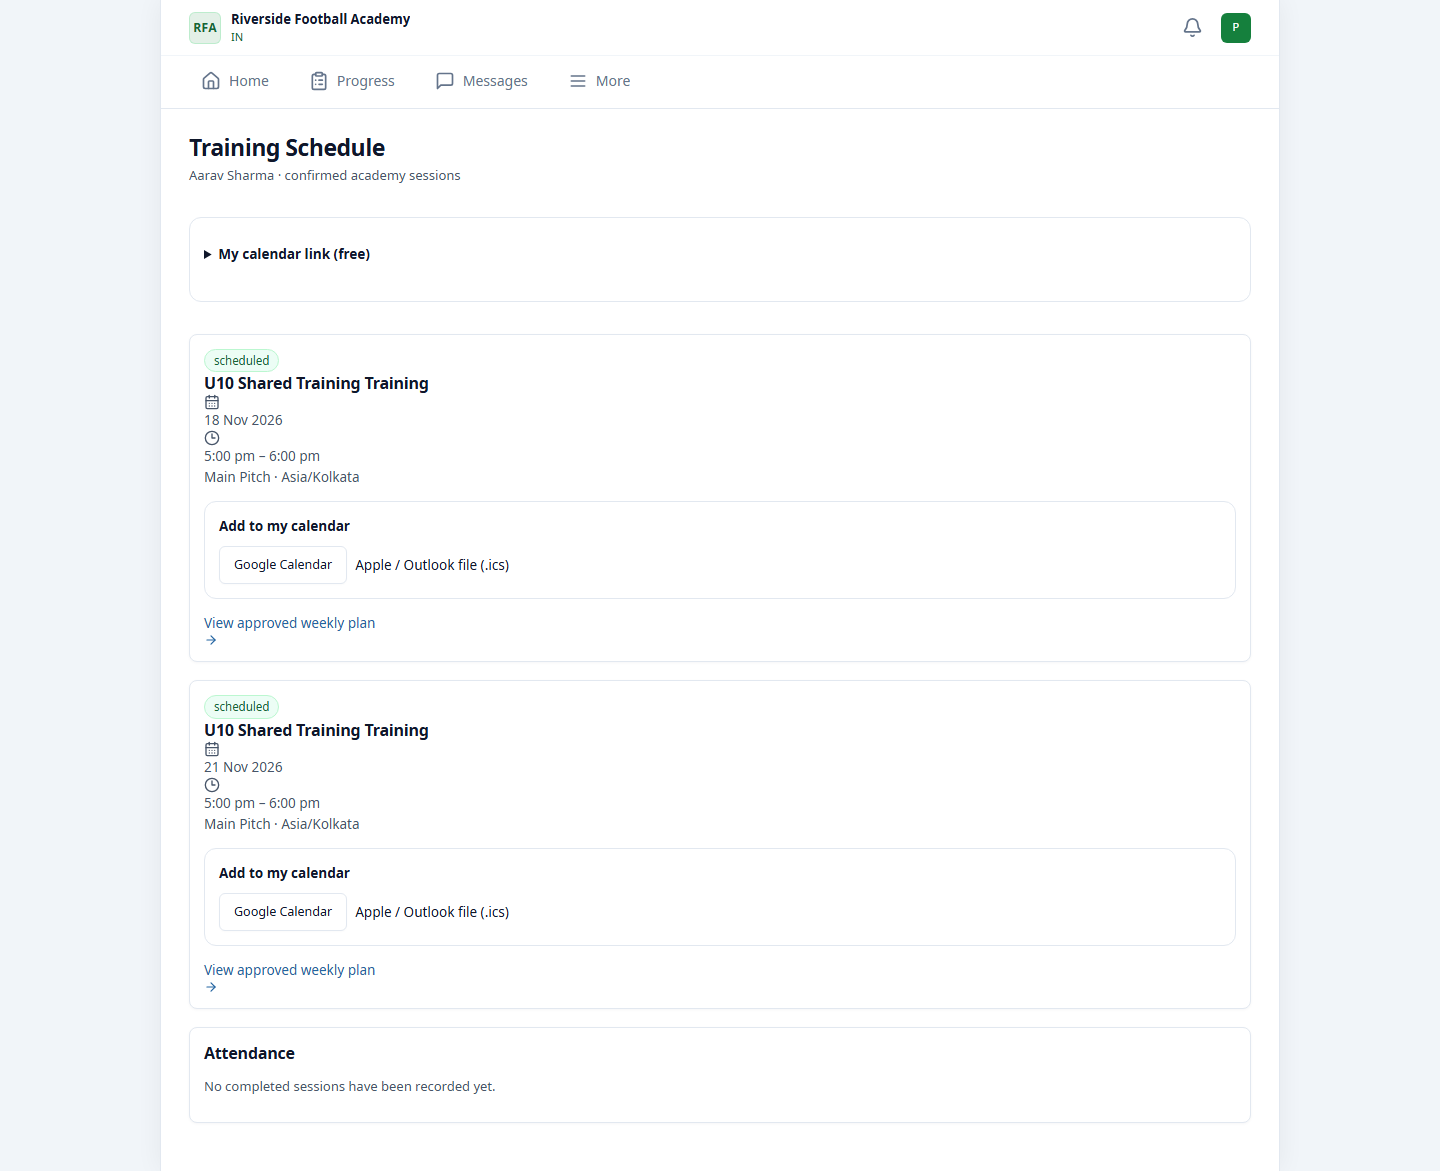 RFA
Riverside Football Academy
IN
P
Home
Progress
Messages
More
Training Schedule
Aarav Sharma · confirmed academy sessions
My calendar link (free)
scheduled
U10 Shared Training Training
18 Nov 2026
5:00 pm – 6:00 pm
Main Pitch · Asia/Kolkata
Add to my calendar
Google Calendar
Apple / Outlook file (.ics)
View approved weekly plan
scheduled
U10 Shared Training Training
21 Nov 2026
5:00 pm – 6:00 pm
Main Pitch · Asia/Kolkata
Add to my calendar
Google Calendar
Apple / Outlook file (.ics)
View approved weekly plan
Attendance
No completed sessions have been recorded yet.